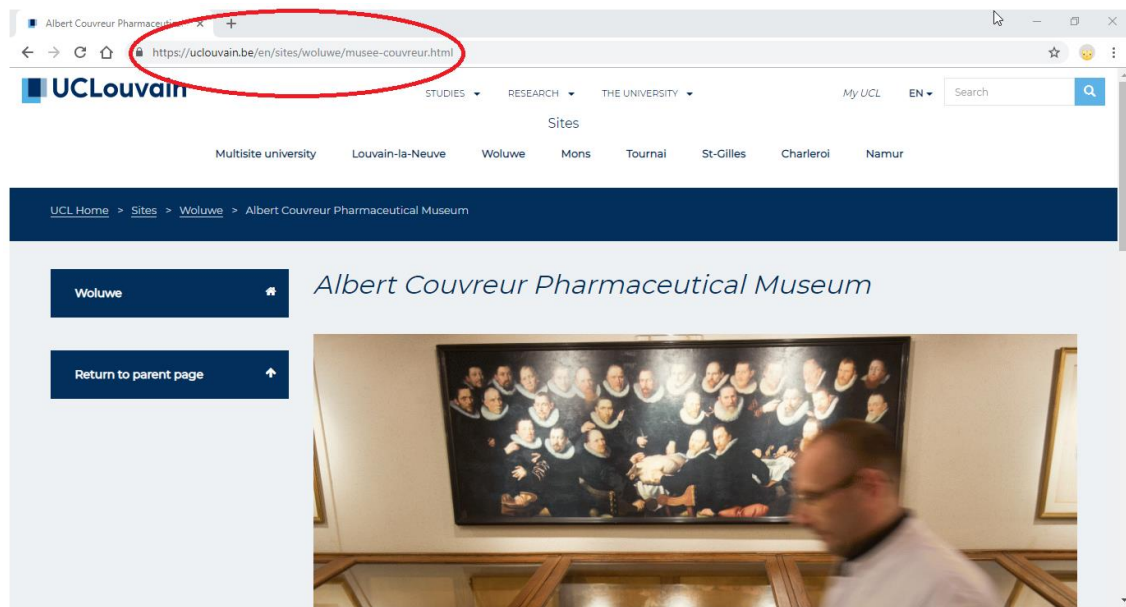 Albert Couvreur Pharmaceutic
https://uclouvain.be/en/sites/woluwe/musee-couvreur.html
UCLouvain
STUDIES RESEARCH THE UNIVERSITY My UCL EN Search
Sites
Multisite university Louvain-la-Neuve Woluwe Mons Tournai St-Gilles Charleroi Namur
UCL Home > Sites > Woluwe > Albert Couvreur Pharmaceutical Museum
Woluwe
Albert Couvreur Pharmaceutical Museum
Return to parent page